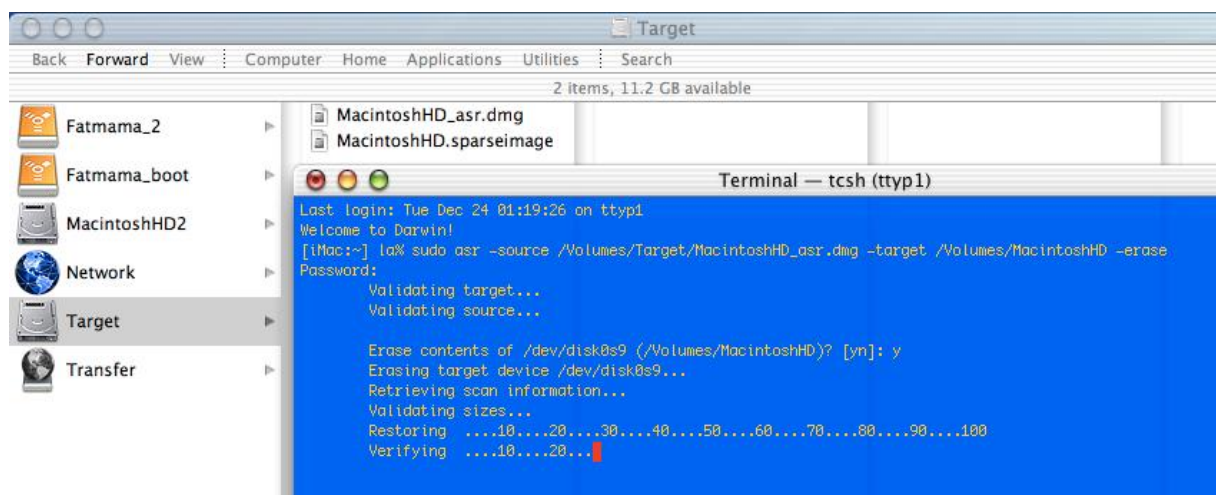 Target
Back Forward View Computer Home Applications Utilities Search
2 items, 11.2 GB available
Fatmama_2
Fatmama_boot
MacintoshHD2
Network
Target
Transfer
MacintoshHD_asr.dmg
MacintoshHD.sparseimage
Terminal — tcsh (ttyp1)
Last login: Tue Dec 24 01:19:26 on ttyp1
Welcome to Darwin!
[iMac:~] la% sudo asr -source /Volumes/Target/MacintoshHD_asr.dmg -target /Volumes/MacintoshHD -erase
Password:
Validating target...
Validating source...
Erase contents of /dev/disk0s9 (/Volumes/MacintoshHD)? [yn]: y
Erasing target device /dev/disk0s9...
Retrieving scan information...
Validating sizes...
Restoring ....10....20....30....40....50....60....70....80....90....100
Verifying ....10....20...